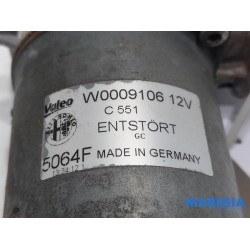 Valeo W0009106 12V
C 551
ENTSTÖRT
GC
5064F MADE IN GERMANY